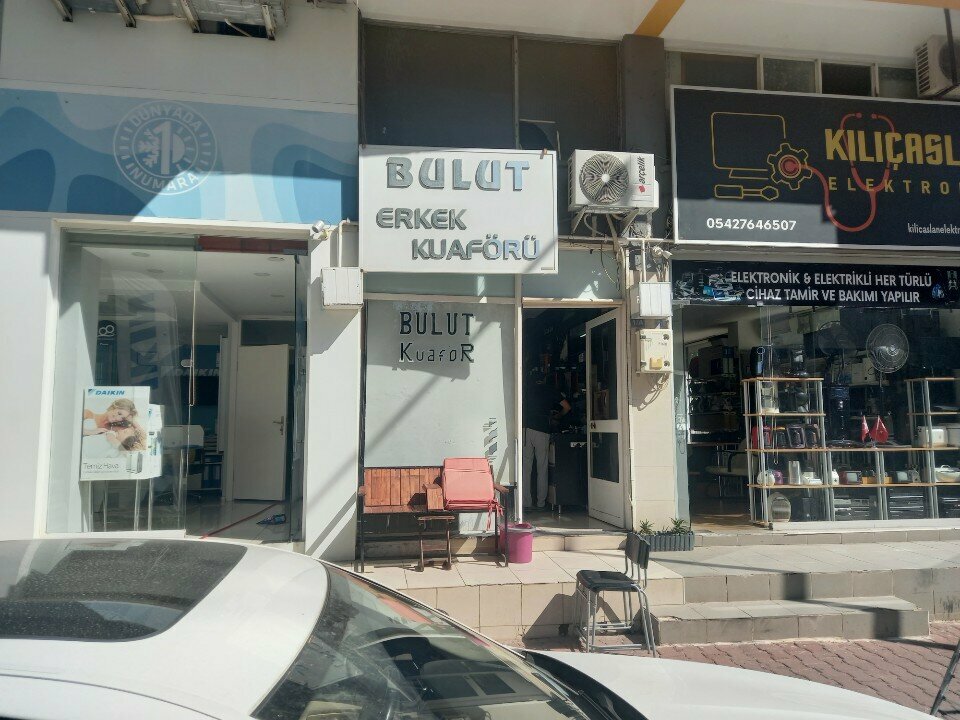 DÜNYADA
1
NUMARA
BULUT
ERKEK
KUAFÖRÜ
arcelik
KILIÇASL
ELEKTRO
05427646507
kilicaslanelektr
BULUT
KuafoR
ELEKTRONİK & ELEKTRİKLİ HER TÜRLÜ
CİHAZ TAMİR VE BAKIMI YAPILIR
DAIKIN
Temiz Hava